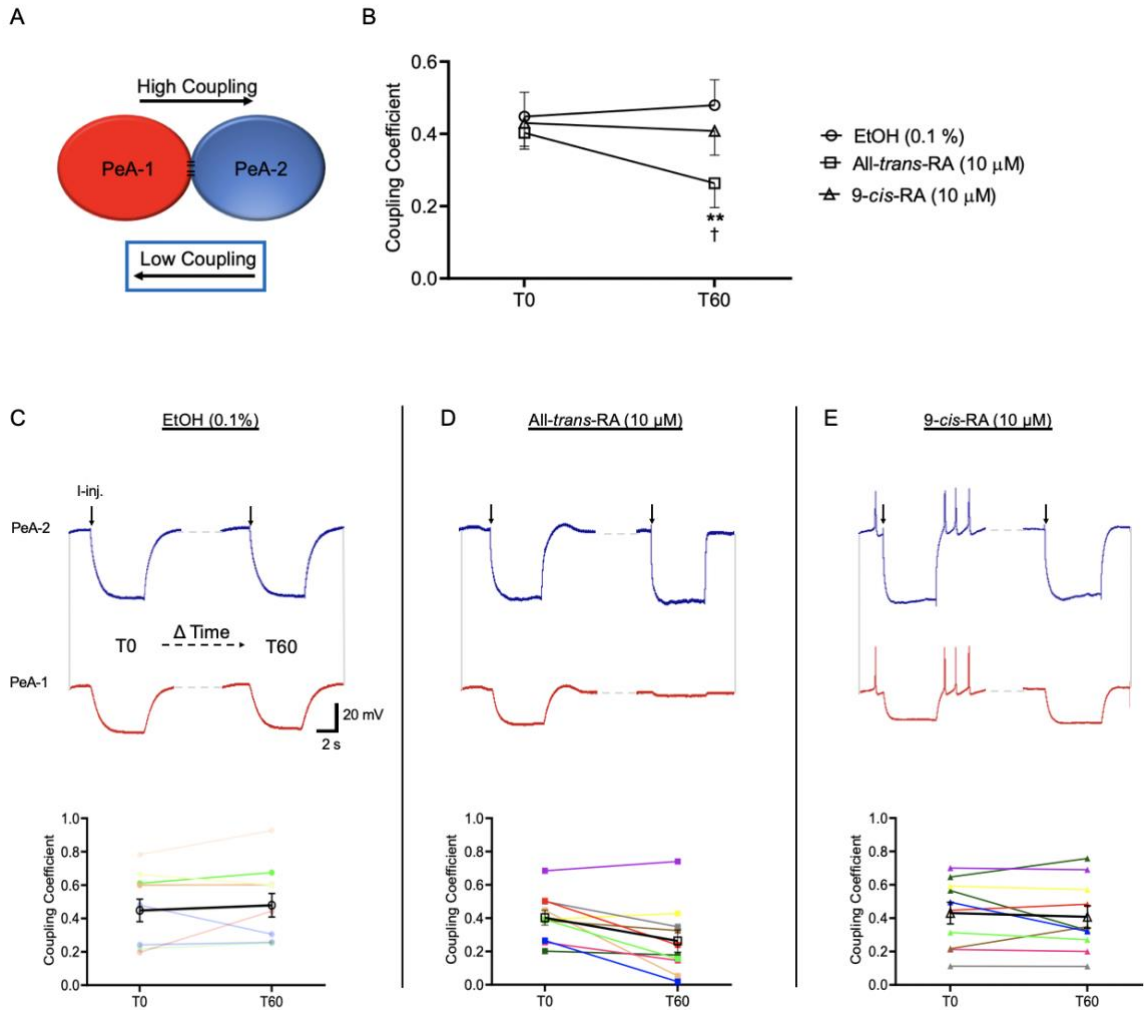 A
High Coupling
PeA-1
PeA-2
Low Coupling
B
Coupling Coefficient
0.6
0.4
0.2
0.0
T0
T60
**
†
EtOH (0.1 %)
All-trans-RA (10 μM)
9-cis-RA (10 μM)
C
EtOH (0.1%)
I-inj.
PeA-2
T0
Δ Time
T60
PeA-1
20 mV
2 s
Coupling Coefficient
1.0
0.8
0.6
0.4
0.2
0.0
T0
T60
D
All-trans-RA (10 μM)
Coupling Coefficient
1.0
0.8
0.6
0.4
0.2
0.0
T0
T60
E
9-cis-RA (10 μM)
Coupling Coefficient
1.0
0.8
0.6
0.4
0.2
0.0
T0
T60